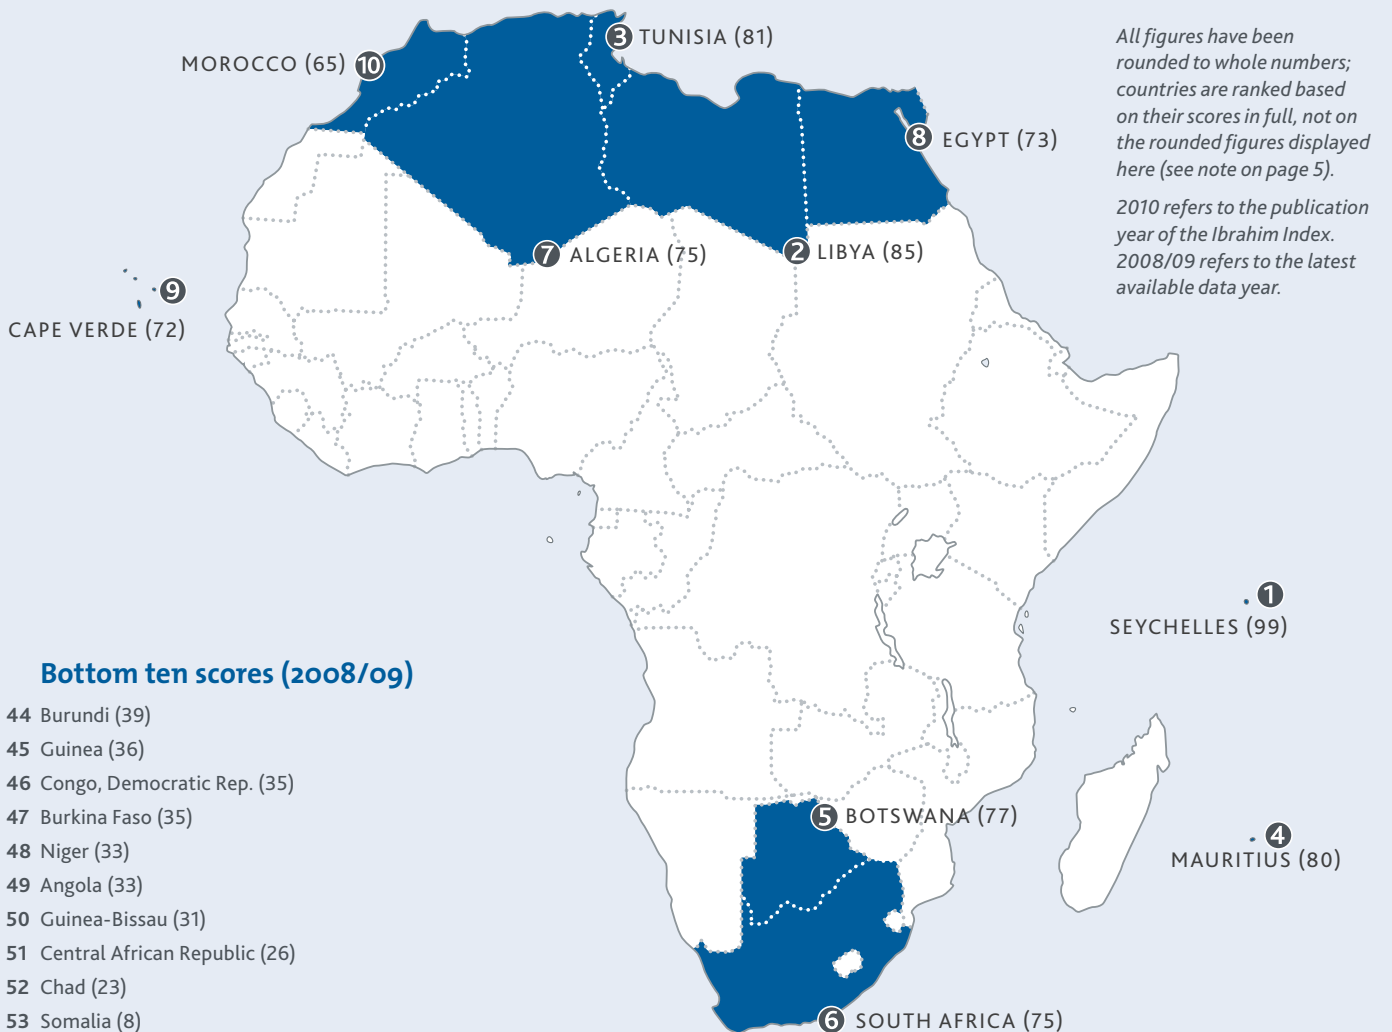 3 TUNISIA (81)
MOROCCO (65) 10
All figures have been
rounded to whole numbers;
countries are ranked based
on their scores in full, not on
the rounded figures displayed
here (see note on page 5).
2010 refers to the publication
year of the Ibrahim Index.
2008/09 refers to the latest
available data year.
8 EGYPT (73)
7 ALGERIA (75)
2 LIBYA (85)
9
CAPE VERDE (72)
1
SEYCHELLES (99)
Bottom ten scores (2008/09)
44 Burundi (39)
45 Guinea (36)
46 Congo, Democratic Rep. (35)
47 Burkina Faso (35)
48 Niger (33)
49 Angola (33)
50 Guinea-Bissau (31)
51 Central African Republic (26)
52 Chad (23)
53 Somalia (8)
5 BOTSWANA (77)
4
MAURITIUS (80)
6 SOUTH AFRICA (75)